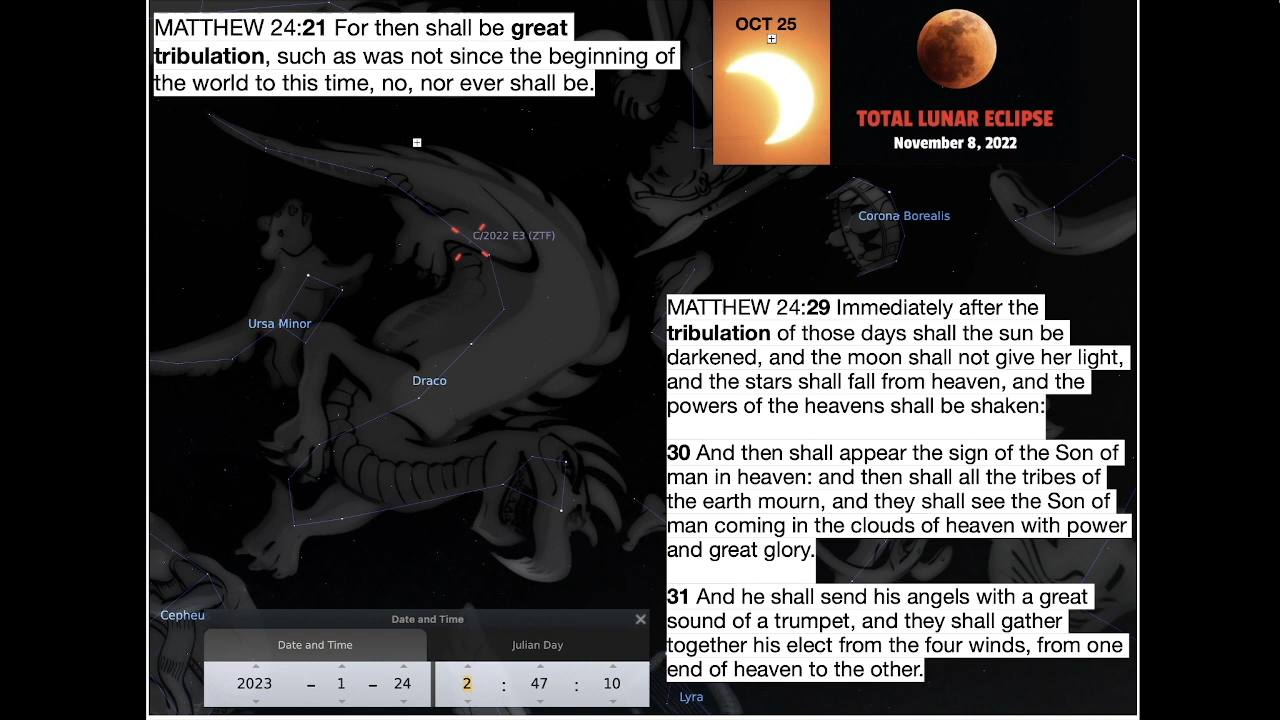 MATTHEW 24:21 For then shall be great
tribulation, such as was not since the beginning of
the world to this time, no, nor ever shall be.
OCT 25
TOTAL LUNAR ECLIPSE
November 8, 2022
Corona Borealis
C/2022 E3 (ZTF)
Ursa Minor
Draco
MATTHEW 24:29 Immediately after the
tribulation of those days shall the sun be
darkened, and the moon shall not give her light,
and the stars shall fall from heaven, and the
powers of the heavens shall be shaken:
30 And then shall appear the sign of the Son of
man in heaven: and then shall all the tribes of
the earth mourn, and they shall see the Son of
man coming in the clouds of heaven with power
and great glory.
31 And he shall send his angels with a great
sound of a trumpet, and they shall gather
together his elect from the four winds, from one
end of heaven to the other.
Cepheu
Date and Time
Date and Time
Julian Day
2023 – 1 – 24
2 : 47 : 10
Lyra